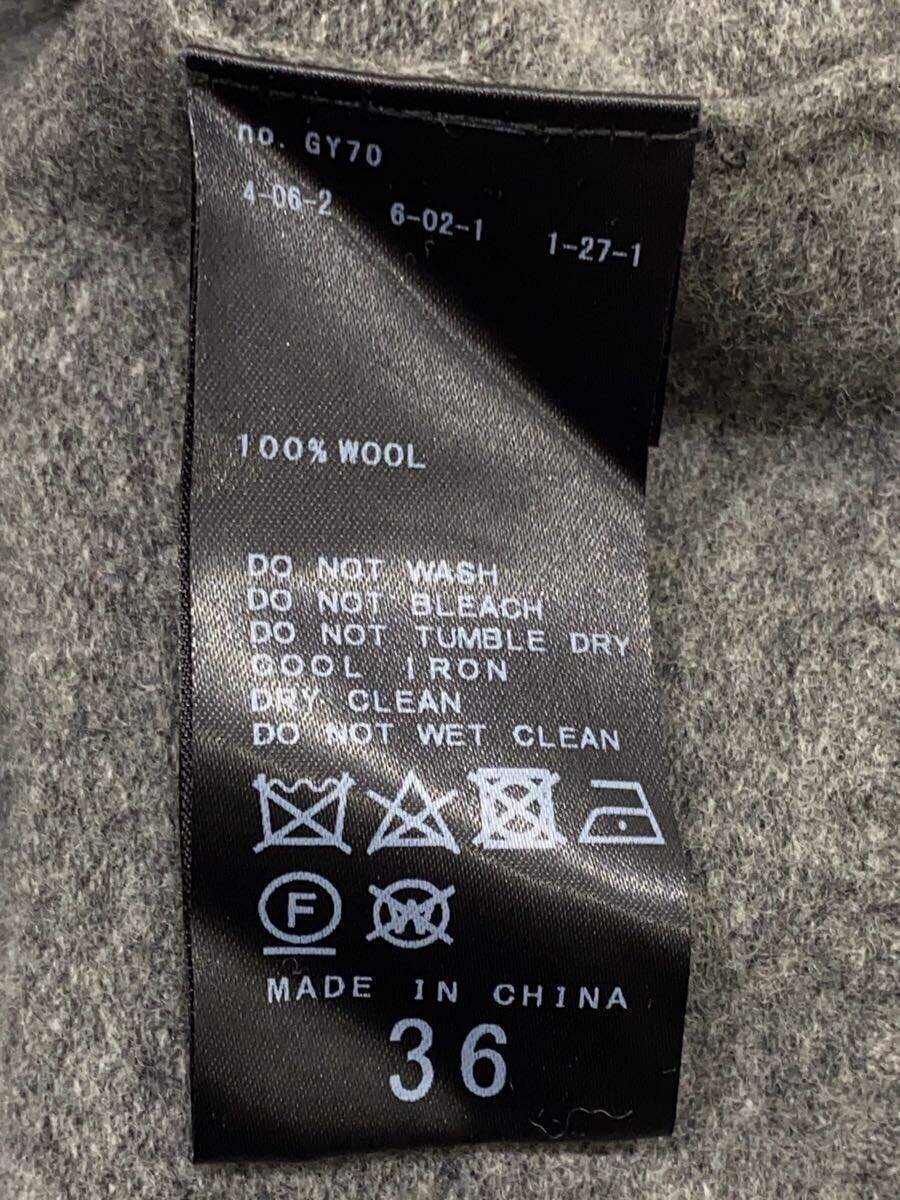 no. GY70
4-06-2 6-02-1 1-27-1
100% WOOL
DO NOT WASH
DO NOT BLEACH
DO NOT TUMBLE DRY
COOL IRON
DRY CLEAN
DO NOT WET CLEAN
F W
MADE IN CHINA
36